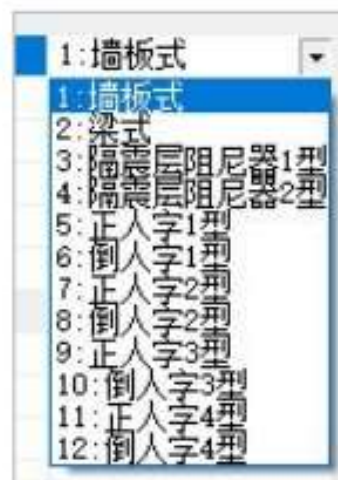 1:墙板式
1:墙板式
2:梁式
3:隔震层阻尼器1型
4:隔震层阻尼器2型
5:正人字1型
6:倒人字1型
7:正人字2型
8:倒人字2型
9:正人字3型
10:倒人字3型
11:正人字4型
12:倒人字4型